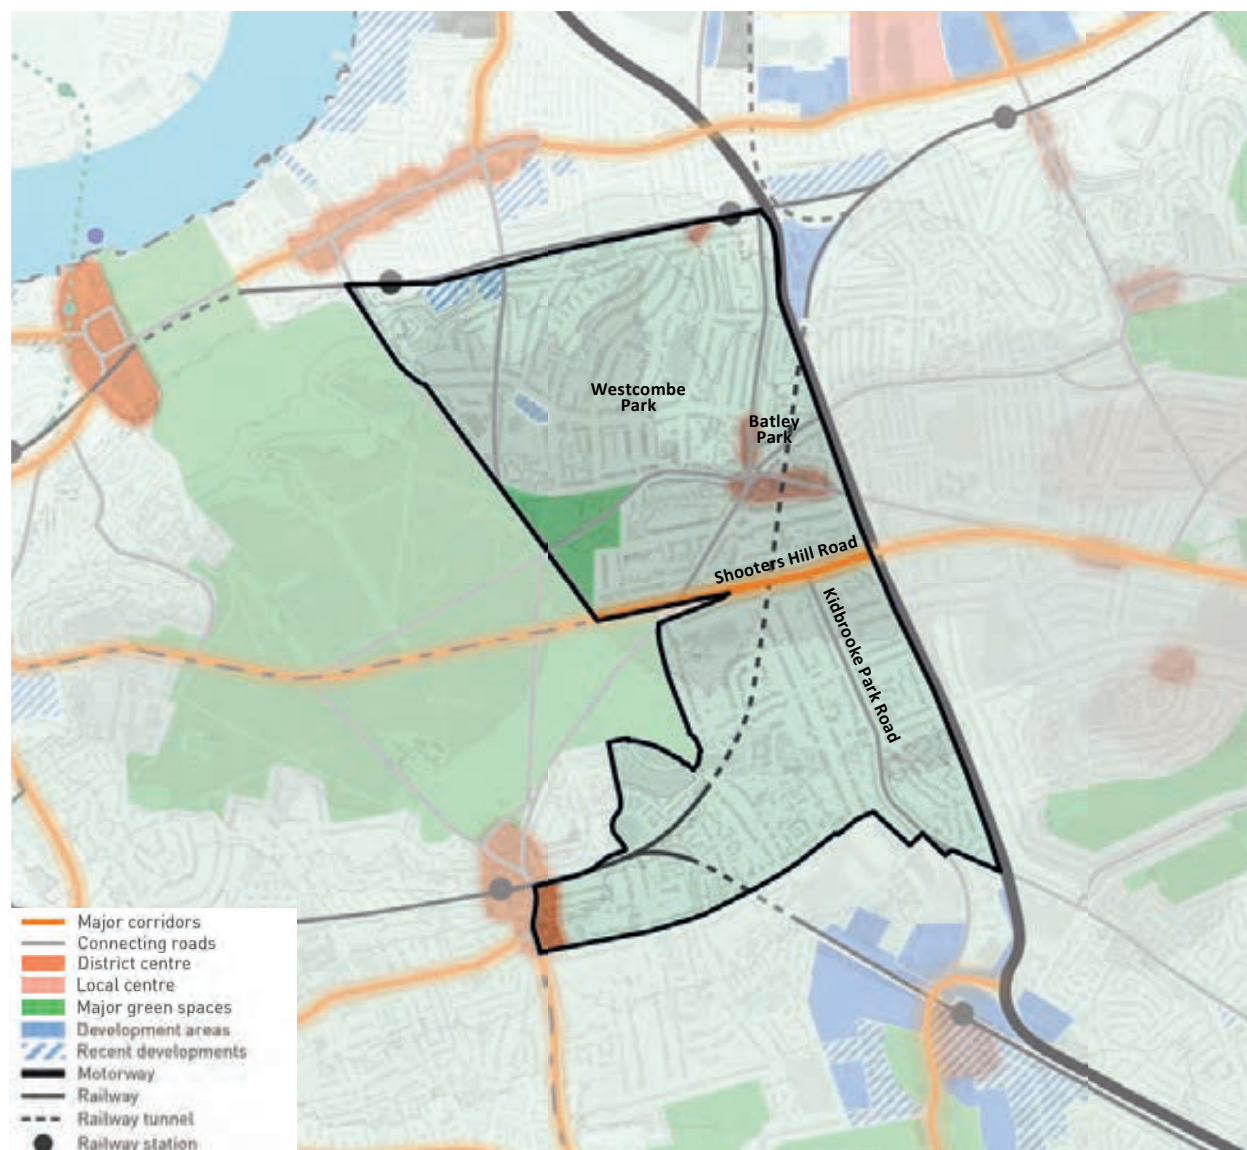 Westcombe
Park
Batley
Park
Shooters Hill Road
Kidbrooke Park Road
Major corridors
Connecting roads
District centre
Local centre
Major green spaces
Development areas
Recent developments
Motorway
Railway
Railway tunnel
Railway station